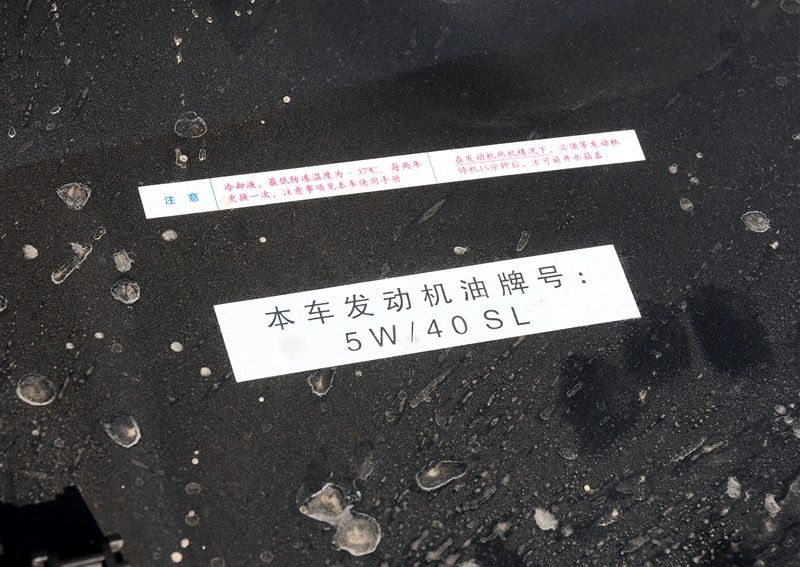 注 意
冷却液，最低防冻温度为－37℃，每两年
更换一次，注意事项见本车使用手册
在发动机热机情况下，必须等发动机
停机15分钟后，方可放开水箱盖。
本车发动机油牌号：
5W/40 SL